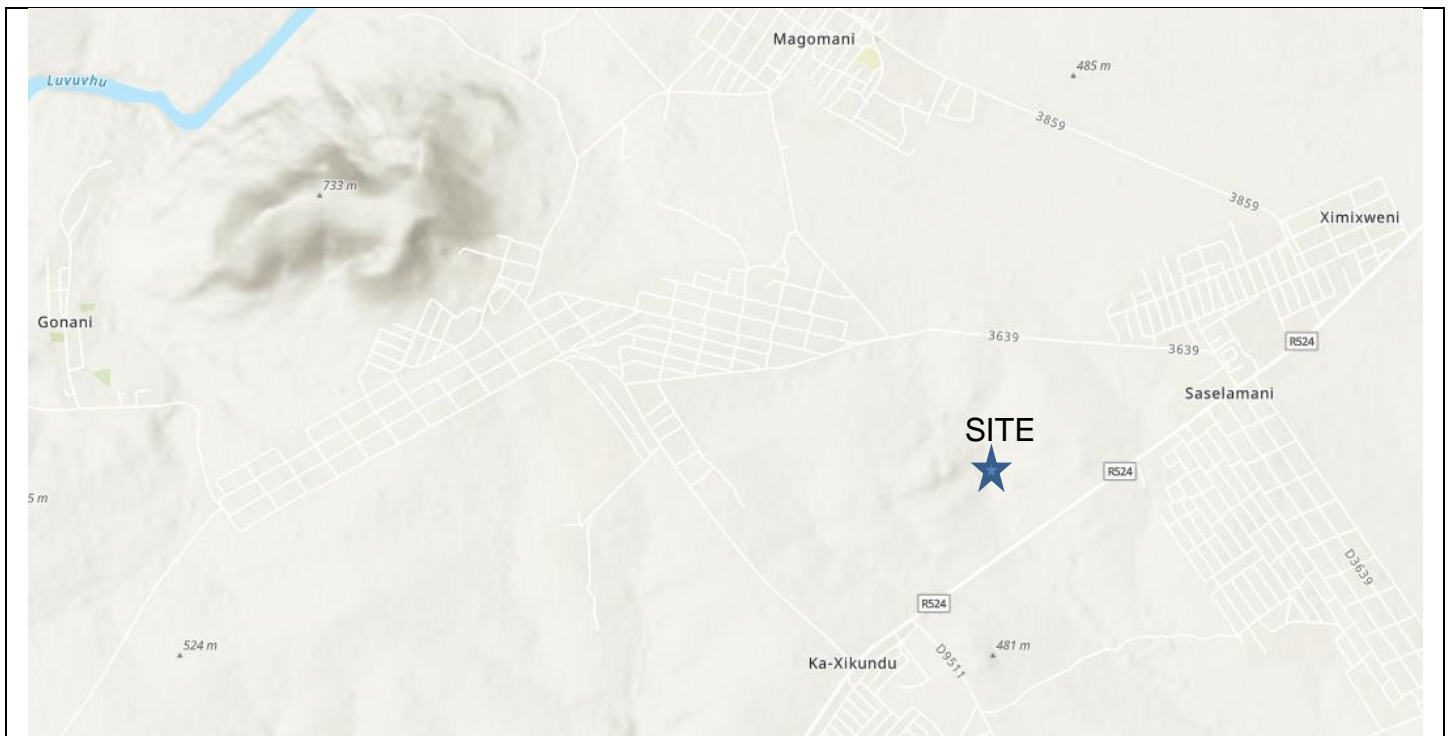 Magomani
485 m
Luvuvhu
3859
733 m
3859
Ximixweni
Gonani
3639
3639
R524
Saselamani
SITE
R524
5 m
D3639
R524
524 m
Ka-Xikundu
D9511
481 m